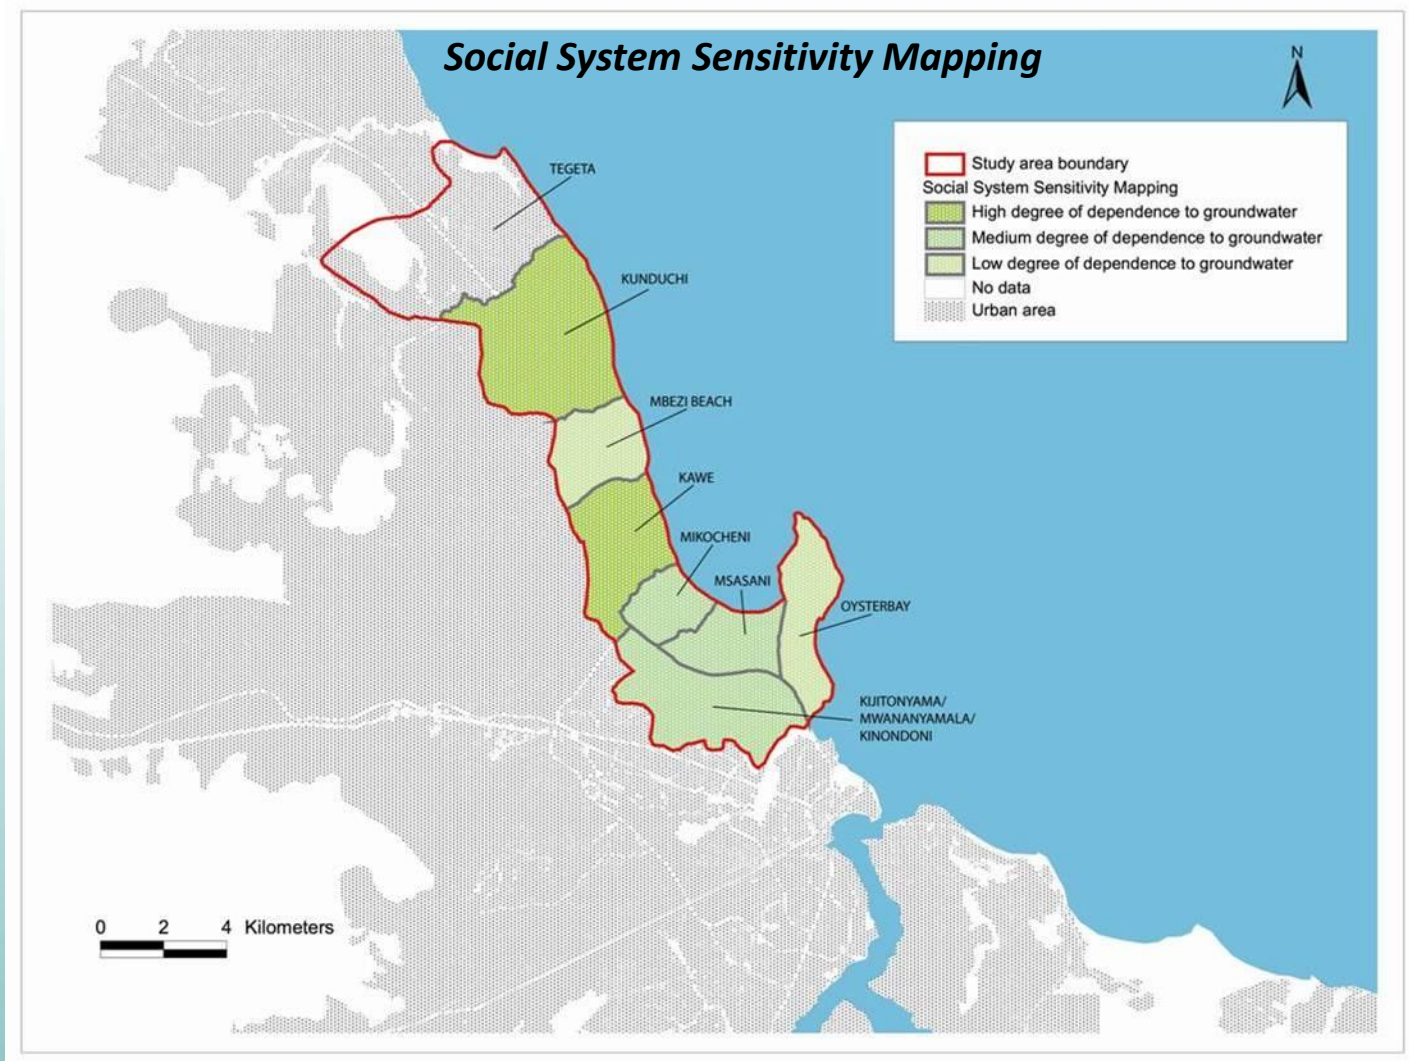 Social System Sensitivity Mapping
N
Study area boundary
Social System Sensitivity Mapping
High degree of dependence to groundwater
Medium degree of dependence to groundwater
Low degree of dependence to groundwater
No data
Urban area
TEGETA
KUNDUCHI
MBEZI BEACH
KAWE
MIKOCHENI
MSASANI
OYSTERBAY
KIJITONYAMA/
MWANANYAMALA/
KINONDONI
0 2 4 Kilometers